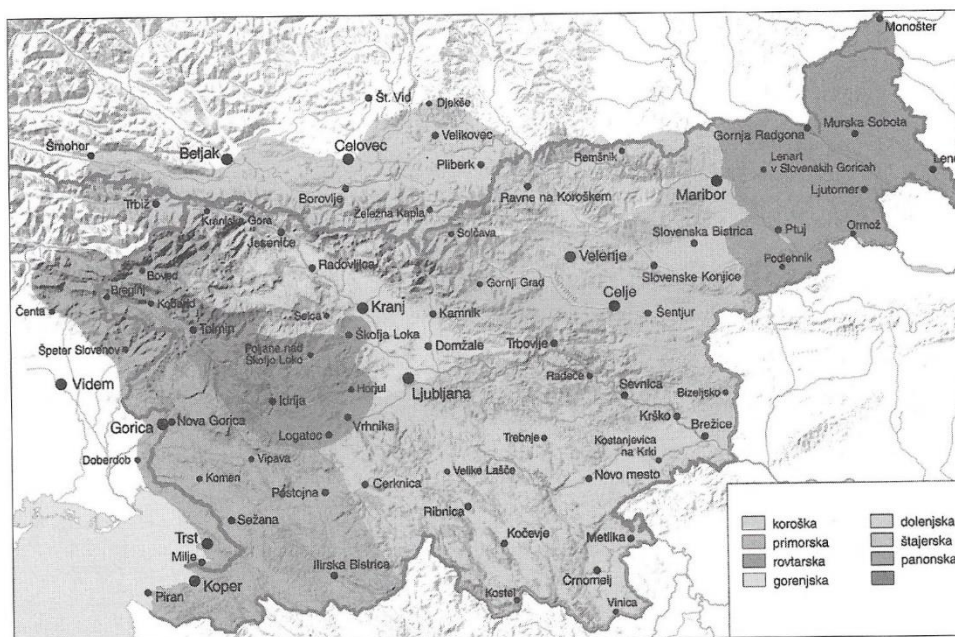 Monošter
Št. Vid
Djekše
Velikovec
Gornja Radgona
Murska Sobota
Šmohor
Beljak
Celovec
Pliberk
Remšnik
Lenart
v Slovenskih Goricah
Maribor
Ljutomer
Borovlje
Ravne na Koroškem
Trbiž
Kranjska Gora
Železna Kapla
Jesenice
Solčava
Slovenska Bistrica
Ptuj
Ormož
Radovljica
Velenje
Podlehnik
Bovec
Slovenske Konjice
Breginj
Kobarid
Gornji Grad
Čenta
Selca
Kranj
Kamnik
Celje
Šentjur
Tolmin
Škofja Loka
Špeter Slovenov
Poljane nad
Škofjo Loko
Domžale
Trbovlje
Videm
Radeče
Ljubljana
Sevnica
Bizeljsko
Idrija
Horjul
Krško
Gorica
Nova Gorica
Vrhnika
Brežice
Logatec
Trebnje
Kostanjevica
na Krki
Doberdob
Vipava
Velike Lašče
Komen
Postojna
Cerknica
Novo mesto
Ribnica
Sežana
Trst
Kočevje
Metlika
Milje
Ilirska Bistrica
Koper
Črnomelj
Piran
Kostel
Vinica
koroška
primorska
rovtarska
gorenjska
dolenjska
štajerska
panonska